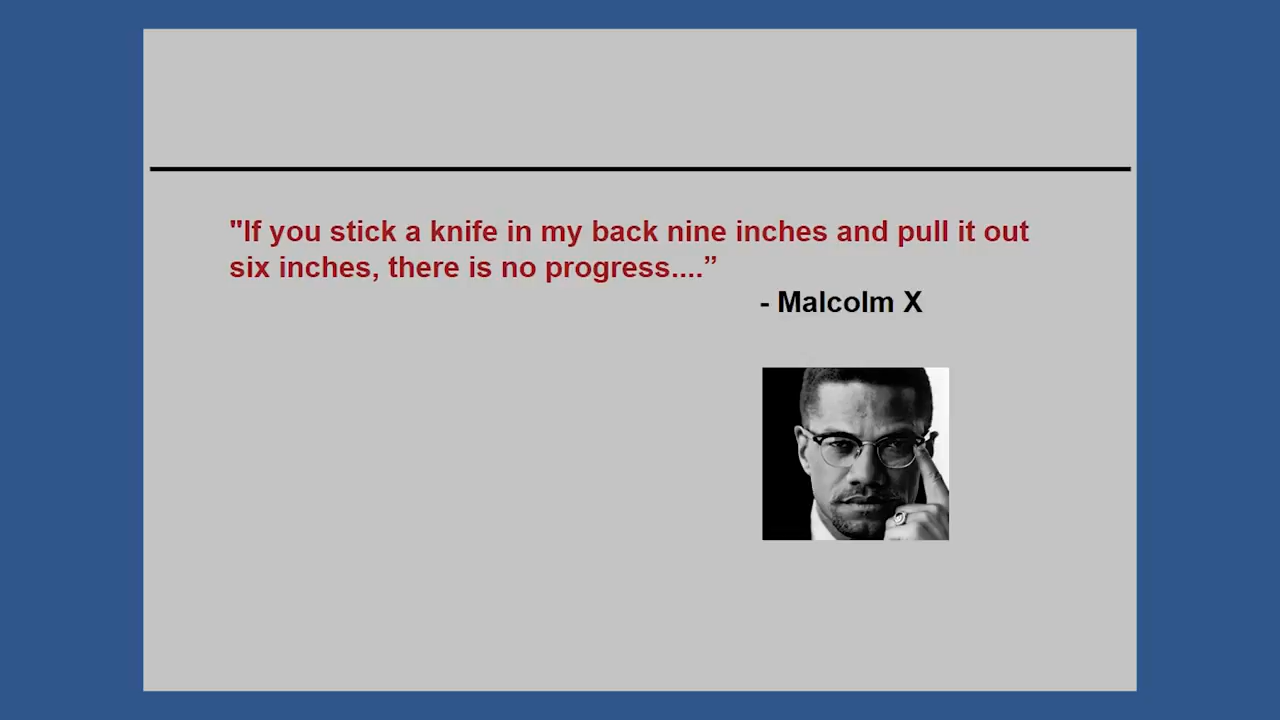 "If you stick a knife in my back nine inches and pull it out
six inches, there is no progress....”
- Malcolm X